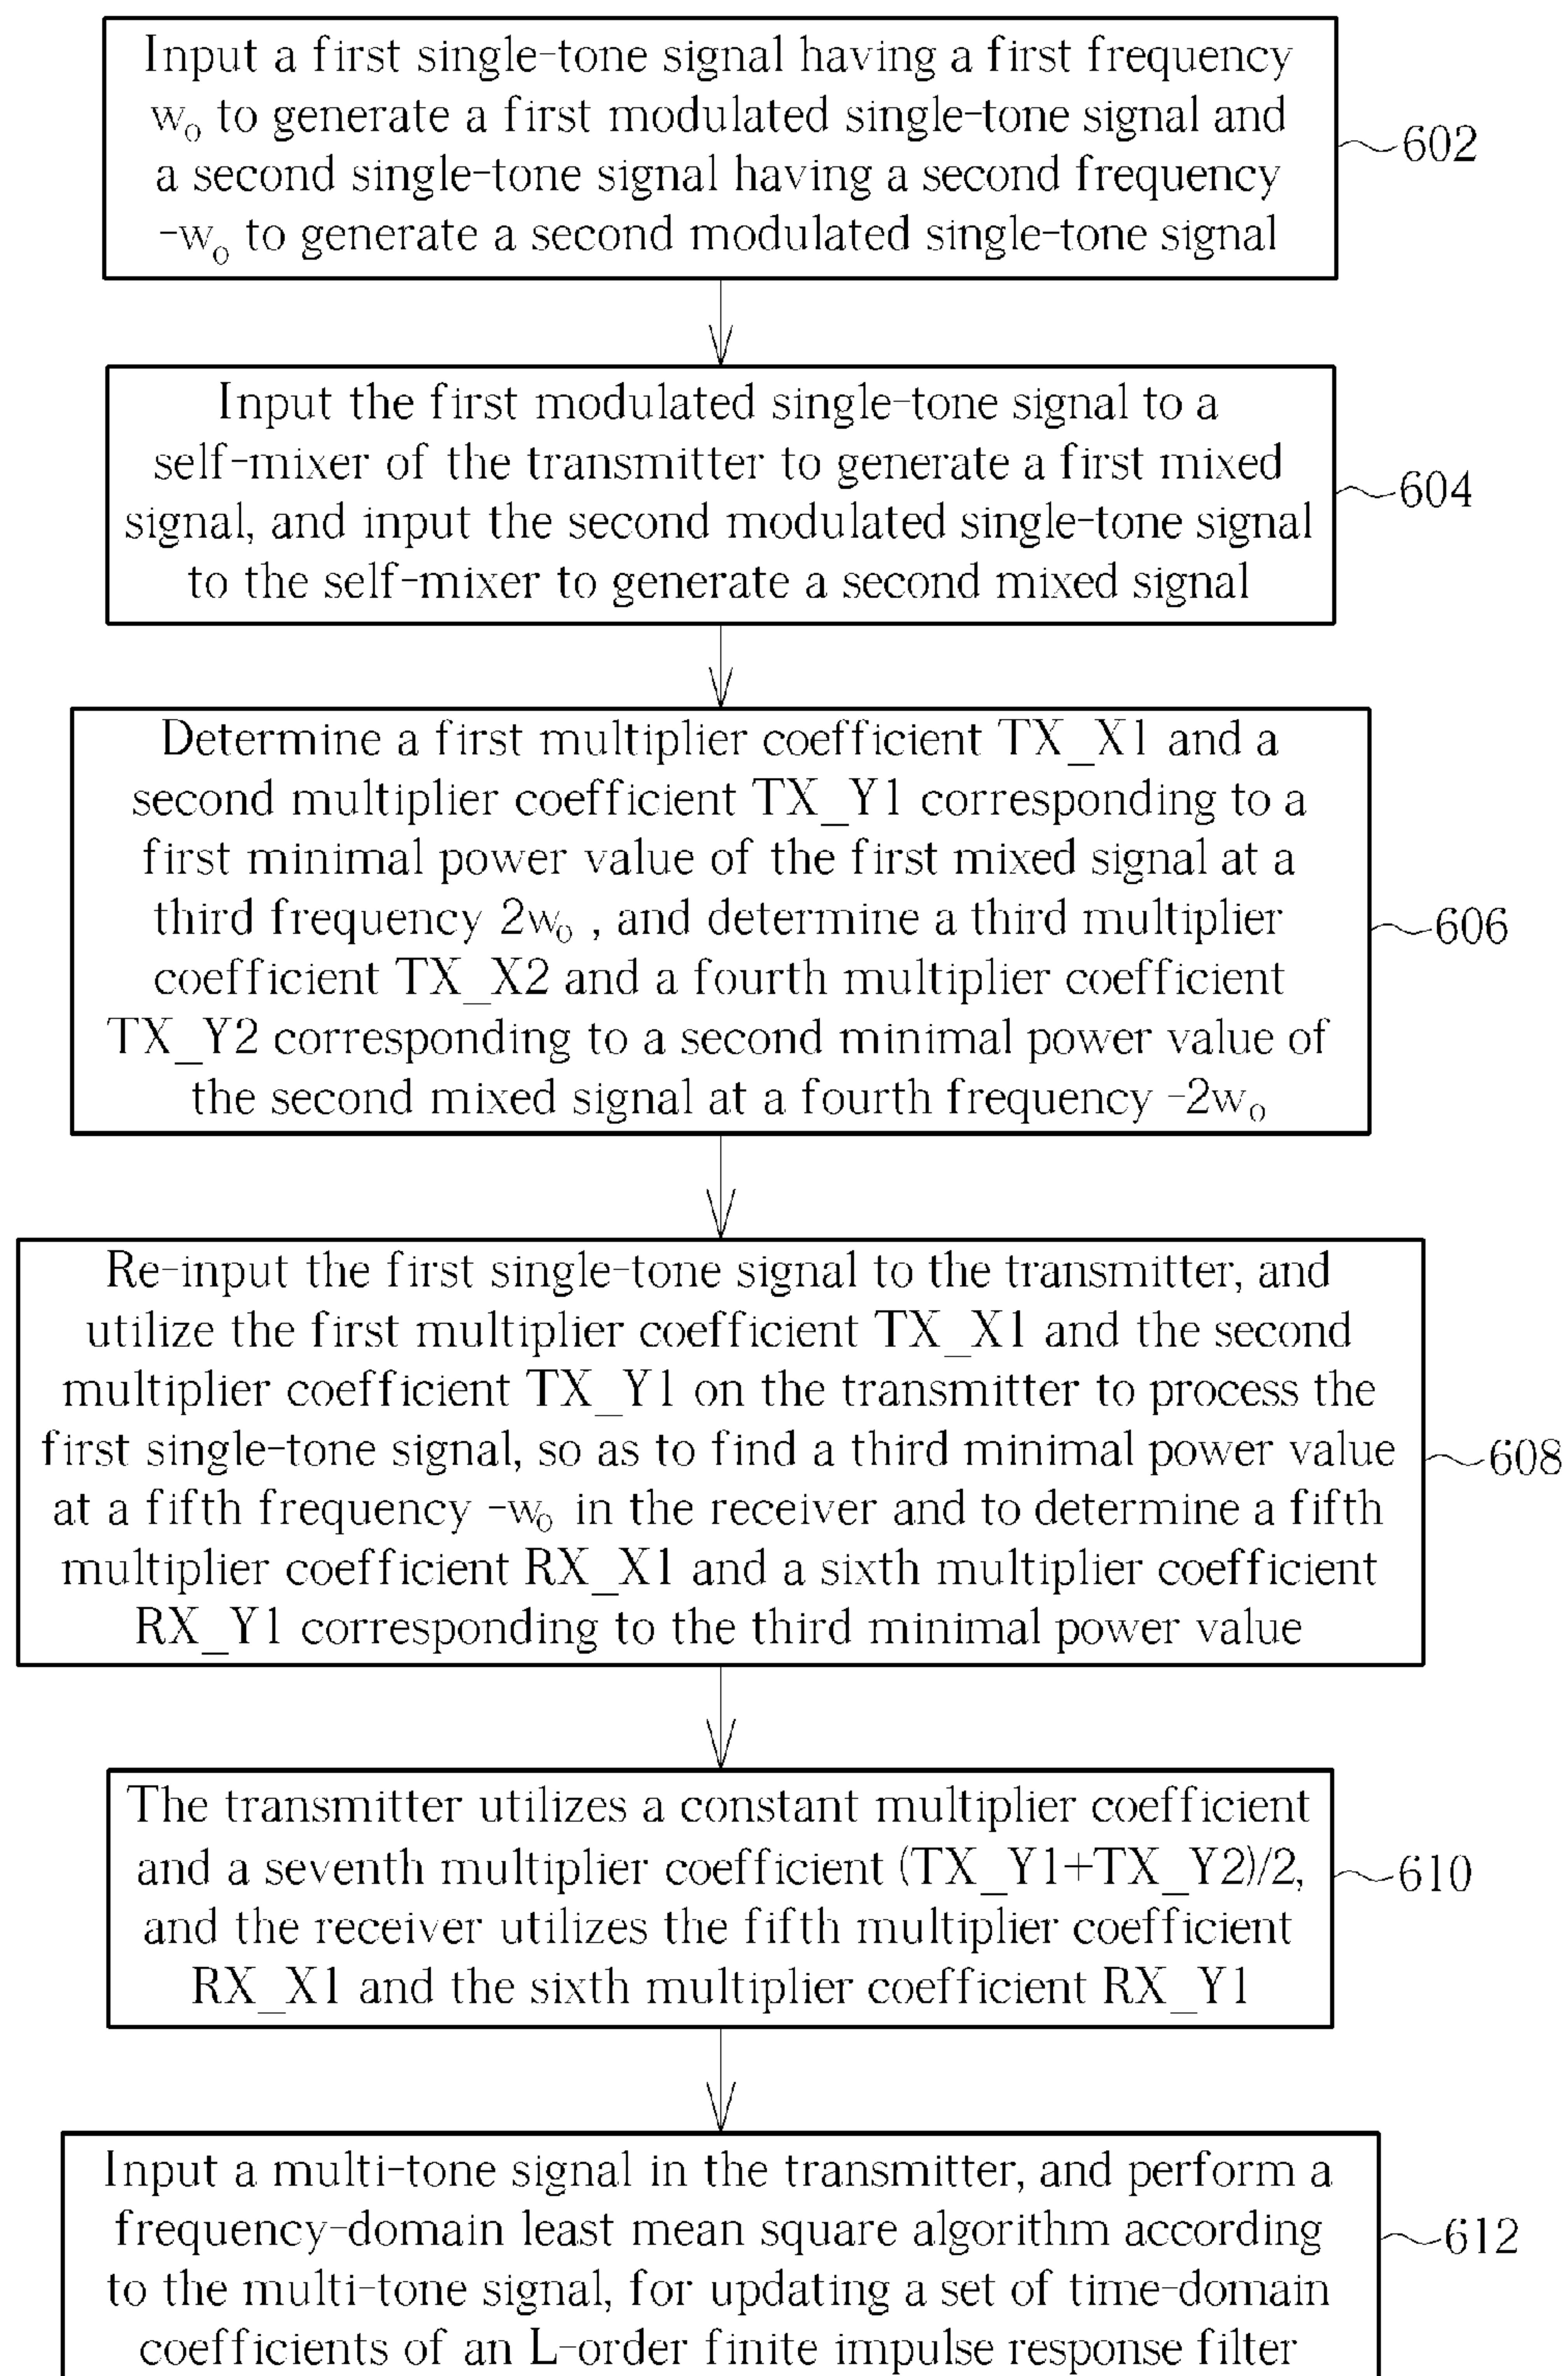 Input a first single-tone signal having a first frequency
w₀ to generate a first modulated single-tone signal and
a second single-tone signal having a second frequency
-w₀ to generate a second modulated single-tone signal
602
Input the first modulated single-tone signal to a
self-mixer of the transmitter to generate a first mixed
signal, and input the second modulated single-tone signal
to the self-mixer to generate a second mixed signal
604
Determine a first multiplier coefficient TX_X1 and a
second multiplier coefficient TX_Y1 corresponding to a
first minimal power value of the first mixed signal at a
third frequency 2w₀ , and determine a third multiplier
coefficient TX_X2 and a fourth multiplier coefficient
TX_Y2 corresponding to a second minimal power value of
the second mixed signal at a fourth frequency -2w₀
606
Re-input the first single-tone signal to the transmitter, and
utilize the first multiplier coefficient TX_X1 and the second
multiplier coefficient TX_Y1 on the transmitter to process the
first single-tone signal, so as to find a third minimal power value
at a fifth frequency -w₀ in the receiver and to determine a fifth
multiplier coefficient RX_X1 and a sixth multiplier coefficient
RX_Y1 corresponding to the third minimal power value
608
The transmitter utilizes a constant multiplier coefficient
and a seventh multiplier coefficient (TX_Y1+TX_Y2)/2,
and the receiver utilizes the fifth multiplier coefficient
RX_X1 and the sixth multiplier coefficient RX_Y1
610
Input a multi-tone signal in the transmitter, and perform a
frequency-domain least mean square algorithm according
to the multi-tone signal, for updating a set of time-domain
coefficients of an L-order finite impulse response filter
612